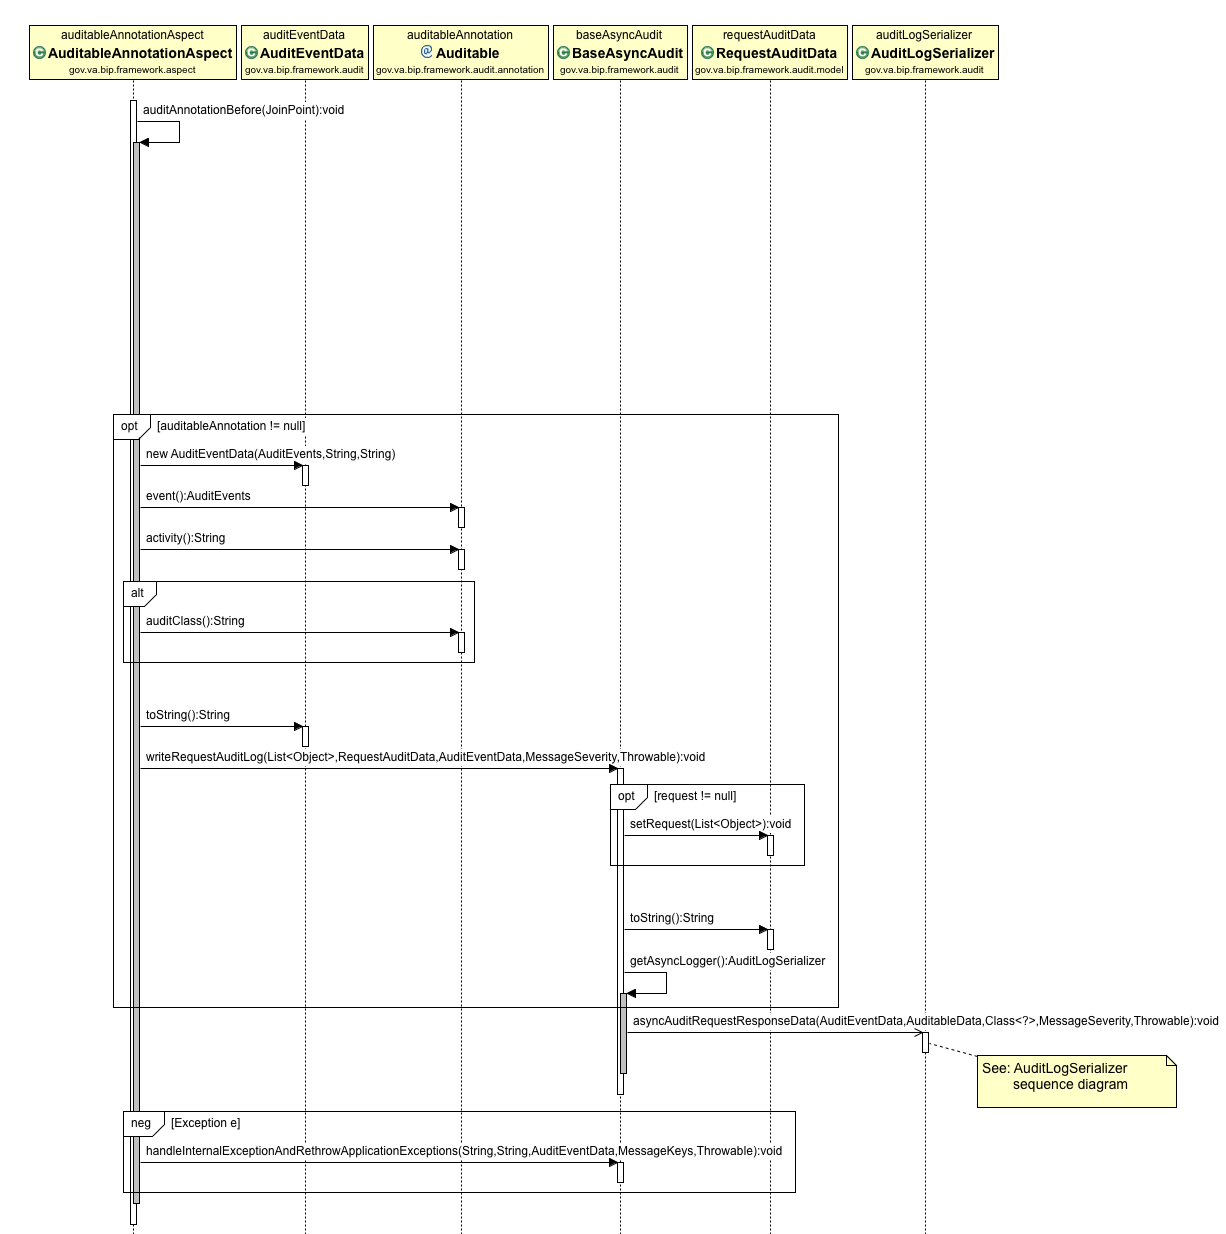 auditableAnnotationAspect
AuditableAnnotationAspect
gov.va.bip.framework.aspect
auditEventData
AuditEventData
gov.va.bip.framework.audit
auditableAnnotation
@ Auditable
gov.va.bip.framework.audit.annotation
baseAsyncAudit
BaseAsyncAudit
gov.va.bip.framework.audit
requestAuditData
RequestAuditData
gov.va.bip.framework.audit.model
auditLogSerializer
AuditLogSerializer
gov.va.bip.framework.audit
auditAnnotationBefore(JoinPoint):void
opt [auditableAnnotation != null]
new AuditEventData(AuditEvents,String,String)
event():AuditEvents
activity():String
alt
auditClass():String
toString():String
writeRequestAuditLog(List<Object>,RequestAuditData,AuditEventData,MessageSeverity,Throwable):void
opt [request != null]
setRequest(List<Object>):void
toString():String
getAsyncLogger():AuditLogSerializer
asyncAuditRequestResponseData(AuditEventData,AuditableData,Class<?>,MessageSeverity,Throwable):void
See: AuditLogSerializer
sequence diagram
neg [Exception e]
handleInternalExceptionAndRethrowApplicationExceptions(String,String,AuditEventData,MessageKeys,Throwable):void